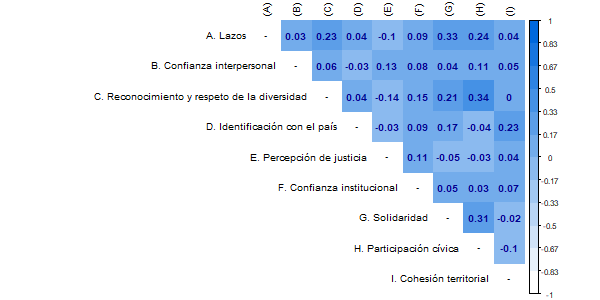 (A) (B) (C) (D) (E) (F) (G) (H) (I)
A. Lazos - 0.03 0.23 0.04 -0.1 0.09 0.33 0.24 0.04
B. Confianza interpersonal - 0.06 -0.03 0.13 0.08 0.04 0.11 0.05
C. Reconocimiento y respeto de la diversidad - 0.04 -0.14 0.15 0.21 0.34 0
D. Identificación con el país - -0.03 0.09 0.17 -0.04 0.23
E. Percepción de justicia - 0.11 -0.05 -0.03 0.04
F. Confianza institucional - 0.05 0.03 0.07
G. Solidaridad - 0.31 -0.02
H. Participación cívica - -0.1
I. Cohesión territorial -
1
0.83
0.67
0.5
0.33
0.17
0
-0.17
-0.33
-0.5
-0.67
-0.83
-1